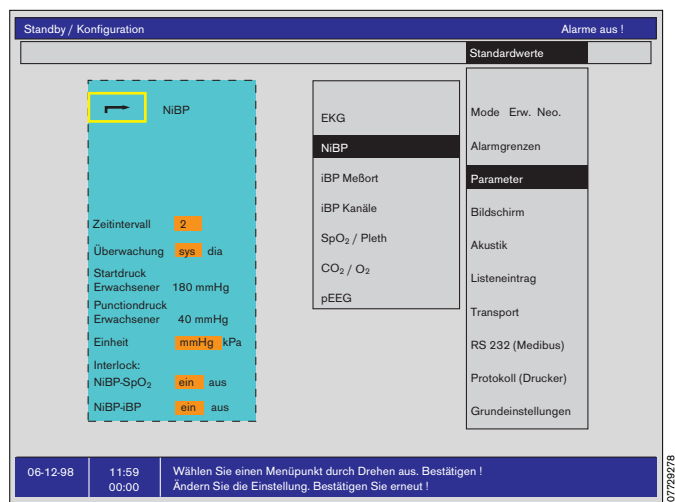 Standby / Konfiguration
Alarme aus !
Standardwerte
NiBP
Zeitintervall 2
Überwachung sys dia
Startdruck
Erwachsener 180 mmHg
Punctiondruck
Erwachsener 40 mmHg
Einheit mmHg kPa
Interlock:
NiBP-SpO₂ ein aus
NiBP-iBP ein aus
EKG
NiBP
iBP Meßort
iBP Kanäle
SpO₂ / Pleth
CO₂ / O₂
pEEG
Mode Erw. Neo.
Alarmgrenzen
Parameter
Bildschirm
Akustik
Listeneintrag
Transport
RS 232 (Medibus)
Protokoll (Drucker)
Grundeinstellungen
06-12-98
11:59
00:00
Wählen Sie einen Menüpunkt durch Drehen aus. Bestätigen !
Ändern Sie die Einstellung. Bestätigen Sie erneut !
07729278